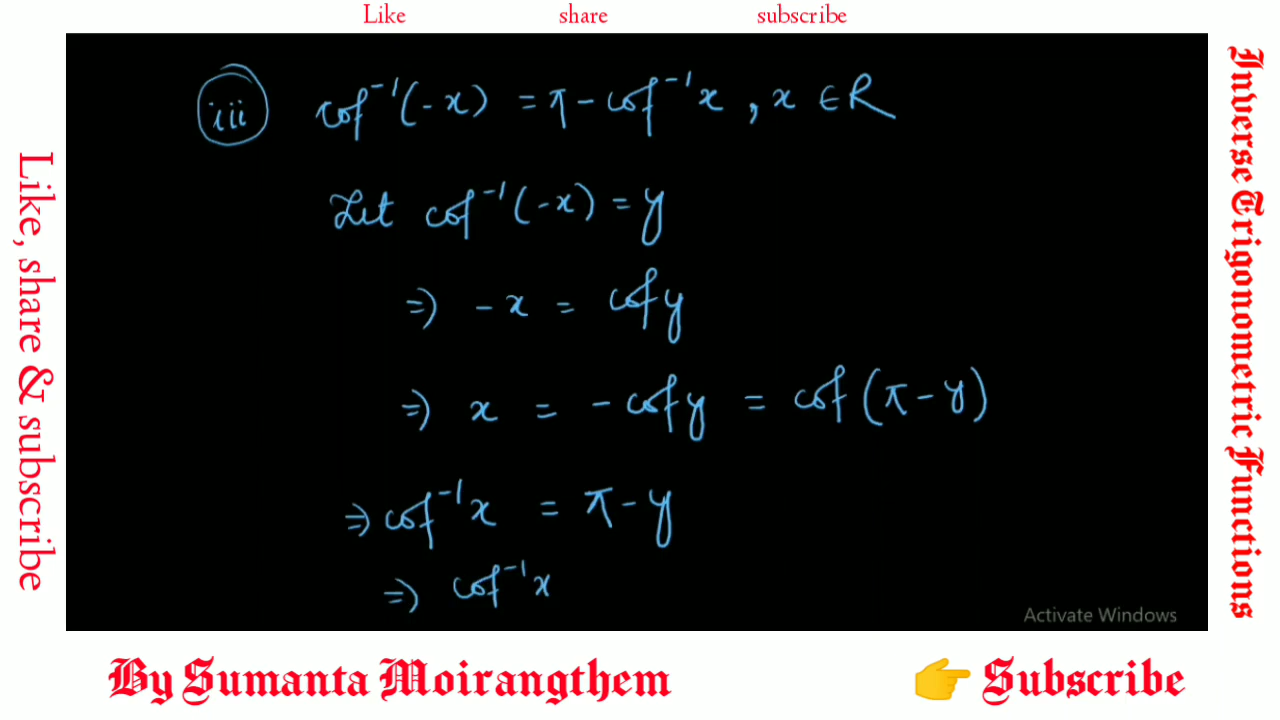 Like share subscribe
iii cot⁻¹(-x) = π - cot⁻¹x , x ∈ R
Let cot⁻¹(-x) = y
⇒ -x = cot y
⇒ x = - cot y = cot (π - y)
⇒ cot⁻¹x = π - y
⇒ cot⁻¹x
Activate Windows
Like, share & subscribe
Inverse Trigonometric Functions
By Sumanta Moirangthem
👉 Subscribe